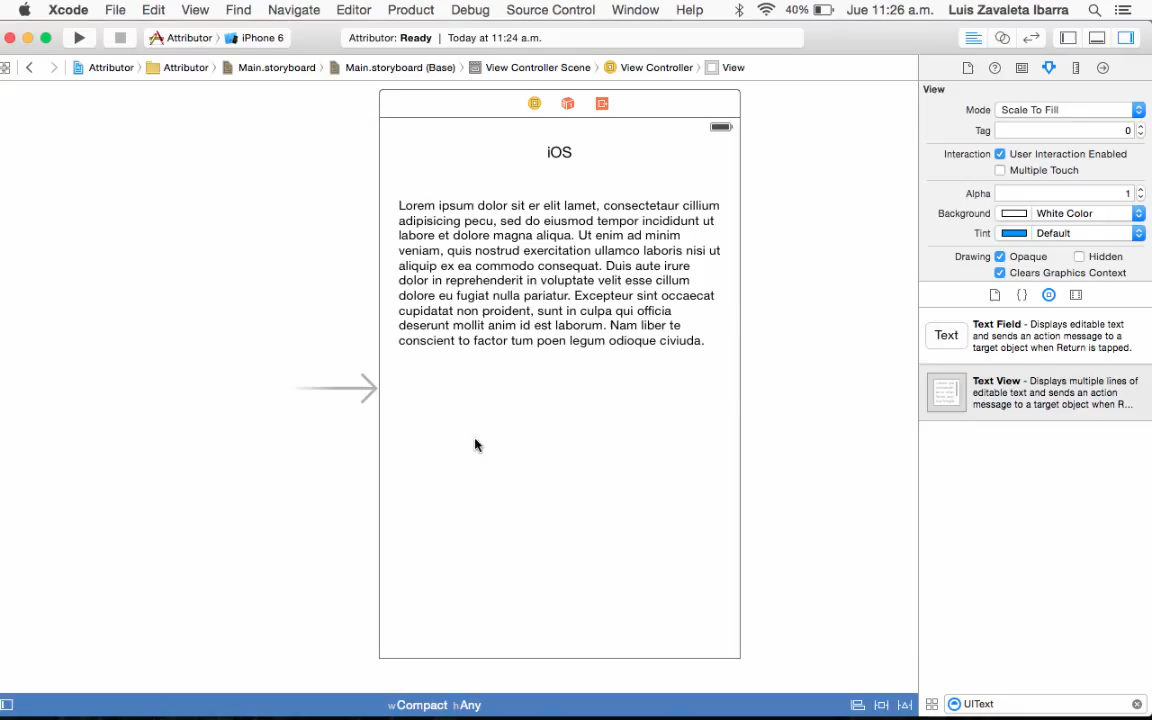 Xcode File Edit View Find Navigate Editor Product Debug Source Control Window Help 40% Jue 11:26 a.m. Luis Zavaleta Ibarra
Attributor iPhone 6 Attributor: Ready | Today at 11:24 a.m.
Attributor Attributor Main.storyboard Main.storyboard (Base) View Controller Scene View Controller View
iOS
Lorem ipsum dolor sit er elit lamet, consectetaur cillium
adipisicing pecu, sed do eiusmod tempor incididunt ut
labore et dolore magna aliqua. Ut enim ad minim
veniam, quis nostrud exercitation ullamco laboris nisi ut
aliquip ex ea commodo consequat. Duis aute irure
dolor in reprehenderit in voluptate velit esse cillum
dolore eu fugiat nulla pariatur. Excepteur sint occaecat
cupidatat non proident, sunt in culpa qui officia
deserunt mollit anim id est laborum. Nam liber te
conscient to factor tum poen legum odioque civiuda.
View
Mode Scale To Fill
Tag 0
Interaction User Interaction Enabled
Multiple Touch
Alpha 1
Background White Color
Tint Default
Drawing Opaque Hidden
Clears Graphics Context
{}
Text
Text Field - Displays editable text
and sends an action message to a
target object when Return is tapped.
Text View - Displays multiple lines of
editable text and sends an action
message to a target object when R...
wCompact hAny
UIText